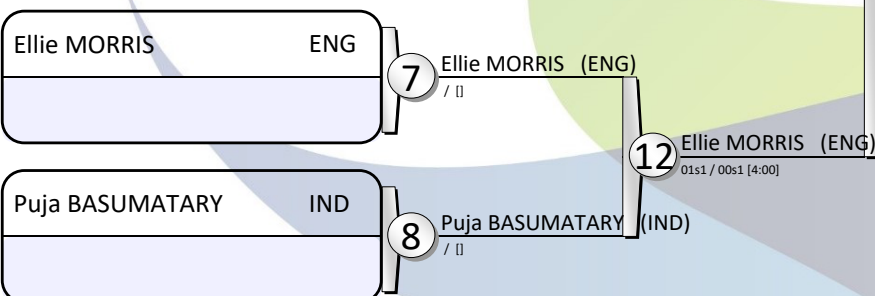 Ellie MORRIS ENG
7
Ellie MORRIS (ENG)
/ []
12
Ellie MORRIS (ENG)
01s1 / 00s1 [4:00]
Puja BASUMATARY IND
8
Puja BASUMATARY (IND)
/ []